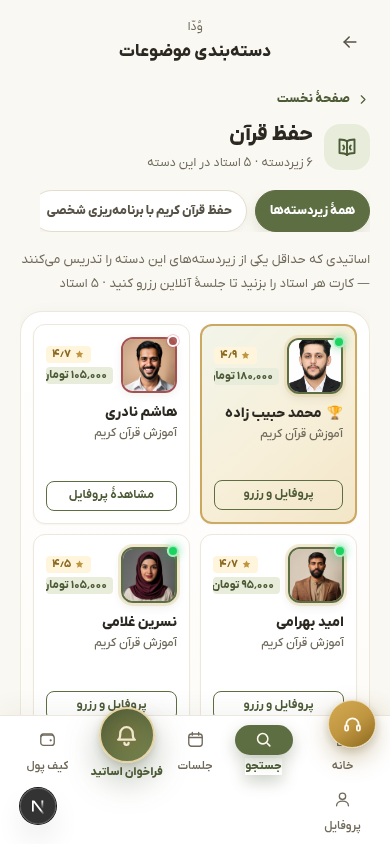 وُدّا
دسته‌بندی موضوعات
صفحهٔ نخست
حفظ قرآن
۶ زیردسته · ۵ استاد در این دسته
همهٔ زیردسته‌ها
حفظ قرآن کریم با برنامه‌ریزی شخصی
اساتیدی که حداقل یکی از زیردسته‌های این دسته را تدریس می‌کنند
— کارت هر استاد را بزنید تا جلسهٔ آنلاین رزرو کنید · ۵ استاد
۴٫۹
۱۸۰٬۰۰۰ تومان
محمد حبیب زاده
آموزش قرآن کریم
پروفایل و رزرو
۴٫۷
۱۰۵٬۰۰۰ تومان
هاشم نادری
آموزش قرآن کریم
مشاهدهٔ پروفایل
۴٫۷
۹۵٬۰۰۰ تومان
امید بهرامی
آموزش قرآن کریم
پروفایل و رزرو
۴٫۵
۱۰۵٬۰۰۰ تومان
نسرین غلامی
آموزش قرآن کریم
پروفایل و رزرو
خانه
جستجو
جلسات
فراخوان اساتید
کیف پول
پروفایل
N